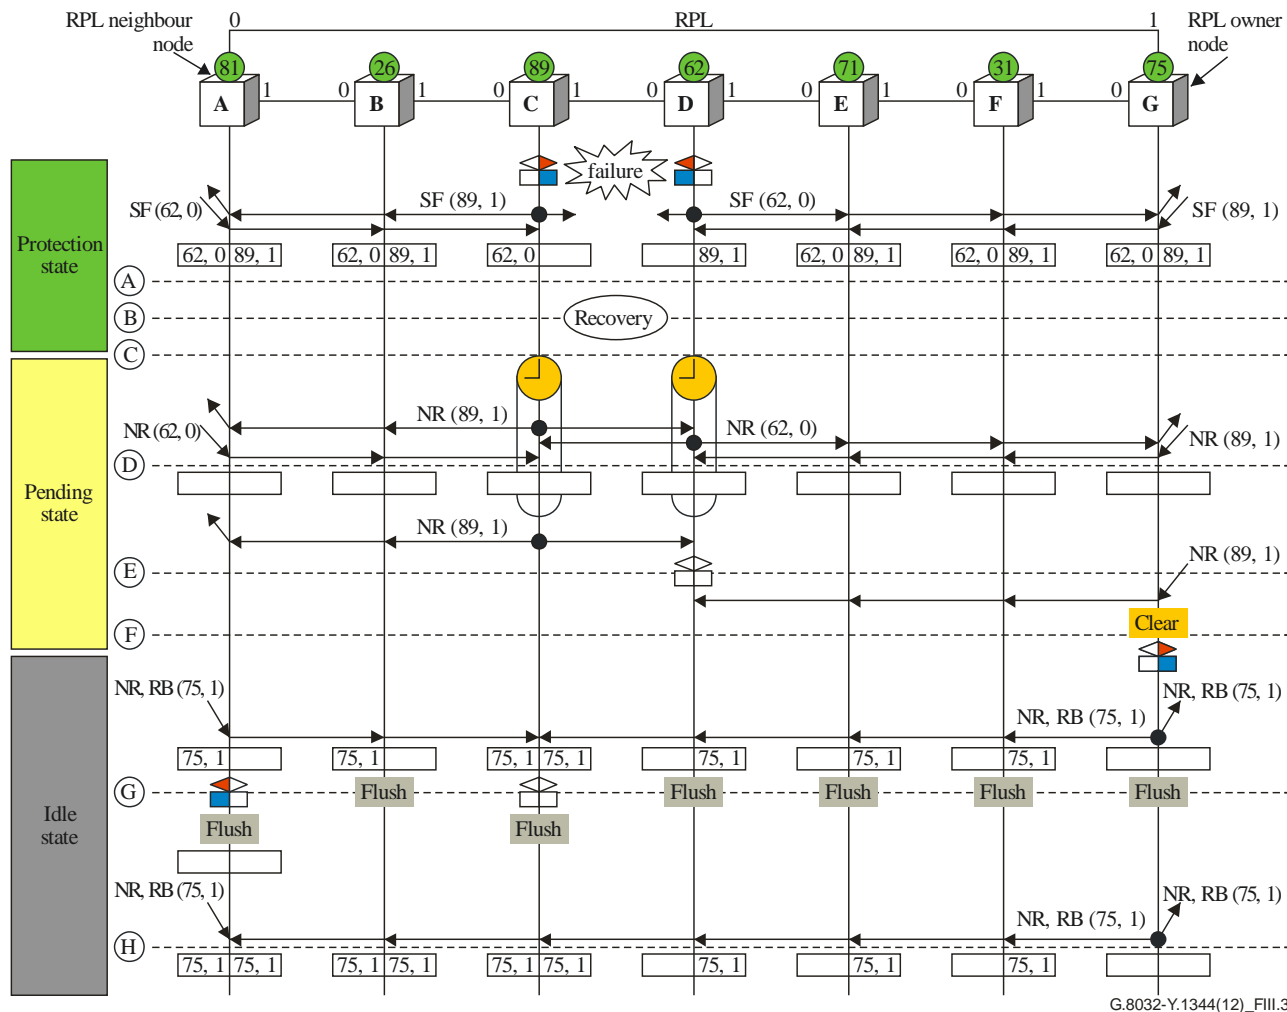 RPL neighbour
node
0
RPL
1
RPL owner
node
81
26
89
62
71
31
75
A
1
0
B
1
0
C
1
0
D
1
0
E
1
0
F
1
0
G
failure
SF (62, 0)
SF (89, 1)
SF (62, 0)
SF (89, 1)
Protection
state
62, 0 89, 1
62, 0 89, 1
62, 0
89, 1
62, 0 89, 1
62, 0 89, 1
62, 0 89, 1
A
B
Recovery
C
NR (89, 1)
NR (62, 0)
NR (62, 0)
NR (89, 1)
D
Pending
state
NR (89, 1)
NR (89, 1)
E
Clear
F
NR, RB (75, 1)
NR, RB (75, 1)
NR, RB (75, 1)
75, 1
75, 1
75, 1 75, 1
75, 1
75, 1
75, 1
G
Flush
Flush
Flush
Flush
Flush
Idle
state
Flush
Flush
NR, RB (75, 1)
NR, RB (75, 1)
NR, RB (75, 1)
H
75, 1 75, 1
75, 1 75, 1
75, 1 75, 1
75, 1
75, 1
75, 1
G.8032-Y.1344(12)_FIII.3